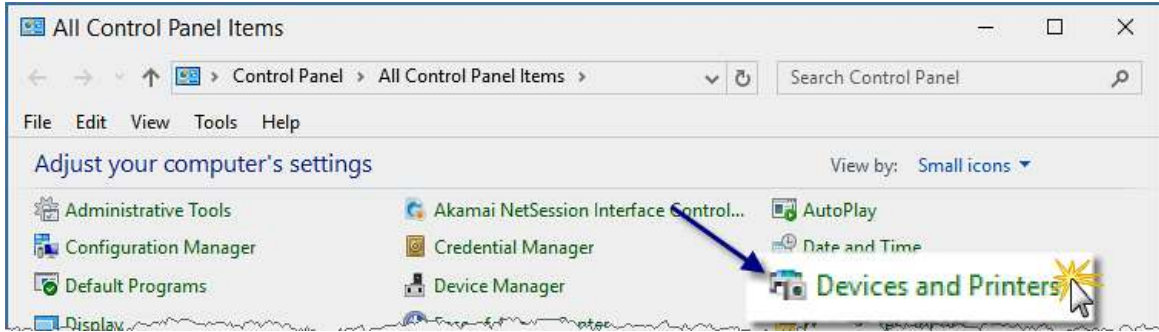 All Control Panel Items
Control Panel > All Control Panel Items >
Search Control Panel
File Edit View Tools Help
Adjust your computer's settings
View by: Small icons
Administrative Tools
Akamai NetSession Interface Control...
AutoPlay
Configuration Manager
Credential Manager
Date and Time
Default Programs
Device Manager
Devices and Printers
Display